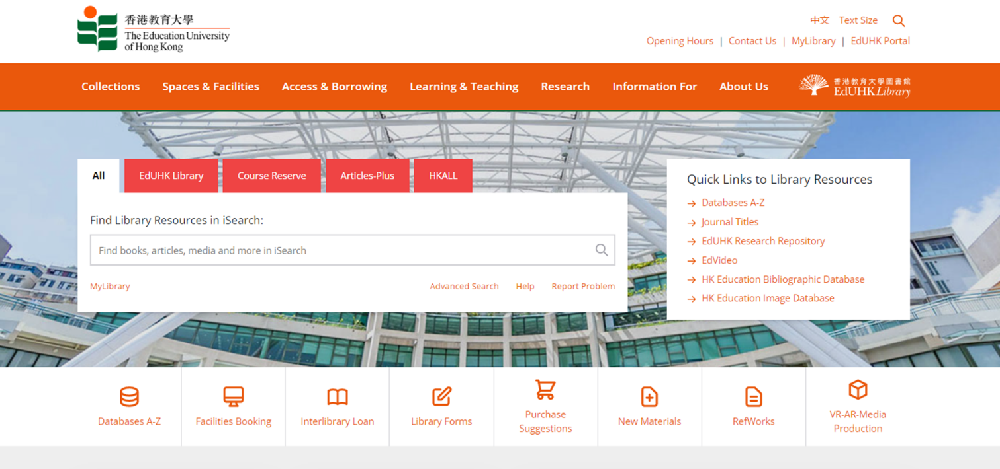 香港教育大學
The Education University
of Hong Kong
中文 Text Size
Opening Hours | Contact Us | MyLibrary | EdUHK Portal
Collections Spaces & Facilities Access & Borrowing Learning & Teaching Research Information For About Us
香港教育大學圖書館
EdUHK Library
All EdUHK Library Course Reserve Articles-Plus HKALL
Find Library Resources in iSearch:
Find books, articles, media and more in iSearch
MyLibrary Advanced Search Help Report Problem
Quick Links to Library Resources
Databases A-Z
Journal Titles
EdUHK Research Repository
EdVideo
HK Education Bibliographic Database
HK Education Image Database
Databases A-Z
Facilities Booking
Interlibrary Loan
Library Forms
Purchase
Suggestions
New Materials
RefWorks
VR-AR-Media
Production